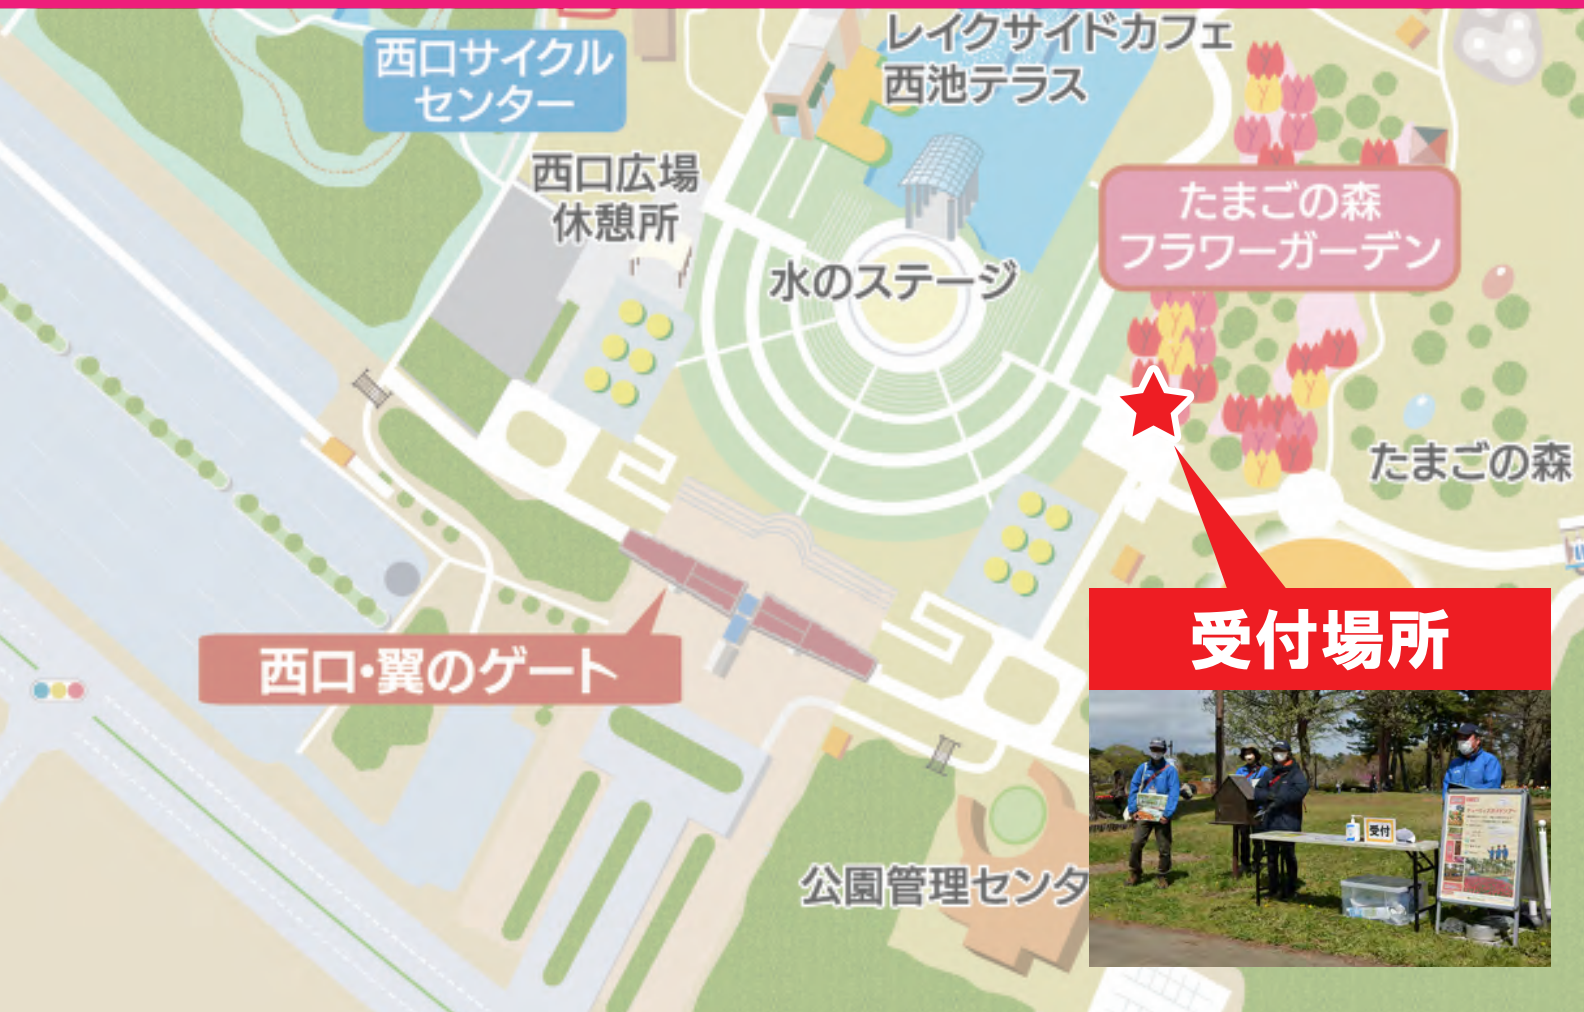 西口サイクル
センター
レイクサイドカフェ
西池テラス
西口広場
休憩所
たまごの森
フラワーガーデン
水のステージ
たまごの森
西口・翼のゲート
受付場所
公園管理センタ
受付